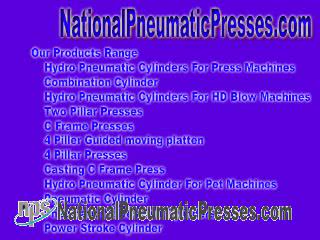 NationalPneumaticPresses.com
Our Products Range
Hydro Pneumatic Cylinders For Press Machines
Combination Cylinder
Hydro Pneumatic Cylinders For HD Blow Machines
Two Pillar Presses
C Frame Presses
4 Piller Guided moving platten
4 Pillar Presses
Casting C Frame Press
Hydro Pneumatic Cylinder For Pet Machines
Pneumatic Cylinder
NationalPneumaticPresses.com
Power Stroke Cylinder